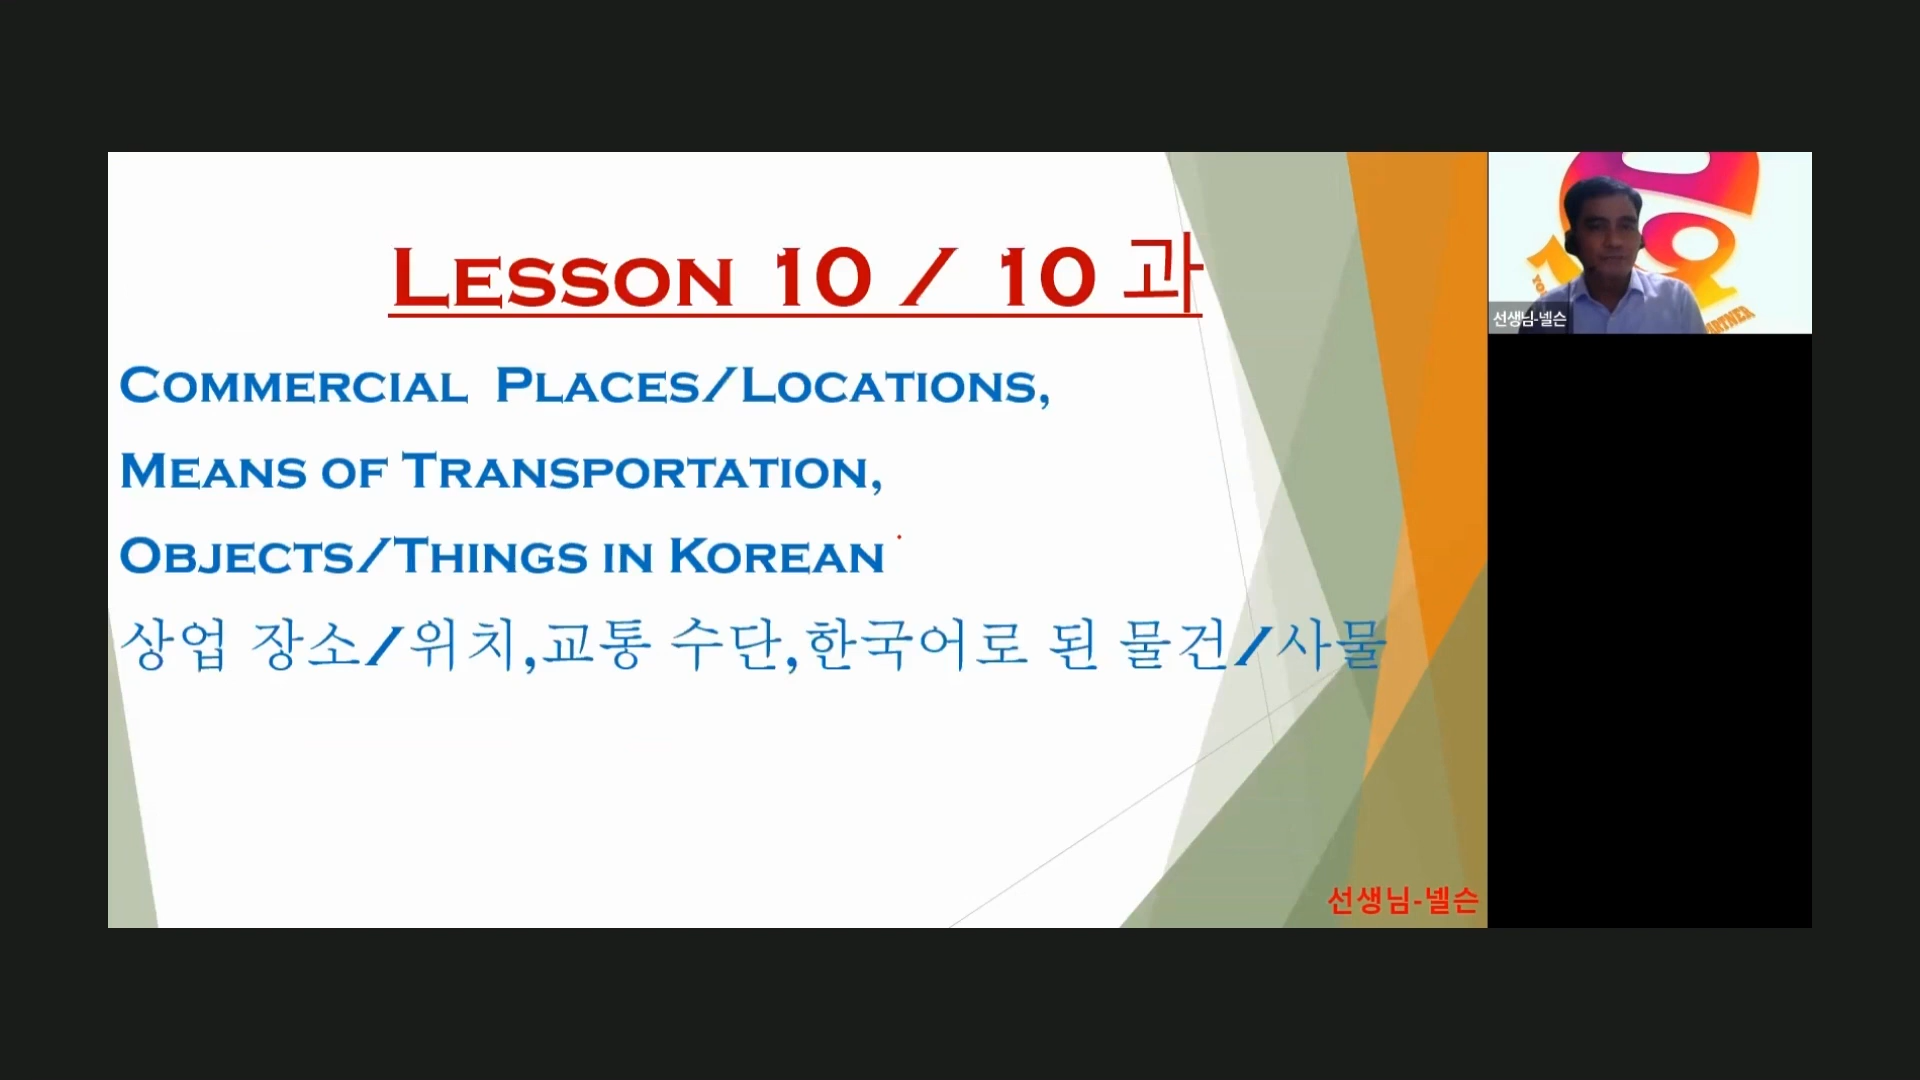 LESSON 10 / 10 과
COMMERCIAL PLACES/LOCATIONS,
MEANS OF TRANSPORTATION,
OBJECTS/THINGS IN KOREAN
상업 장소/위치,교통 수단,한국어로 된 물건/사물
선생님-넬슨
선생님-넬슨